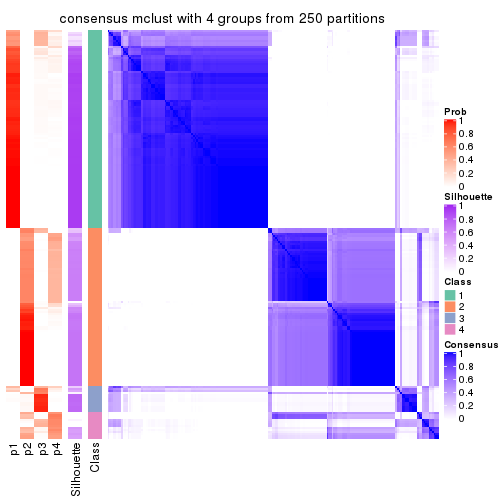 consensus mclust with 4 groups from 250 partitions
Prob
1
0.8
0.6
0.4
0.2
0
Silhouette
1
0.8
0.6
0.4
0.2
0
Class
1
2
3
4
Consensus
1
0.8
0.6
0.4
0.2
0
p1
p2
p3
p4
Silhouette
Class